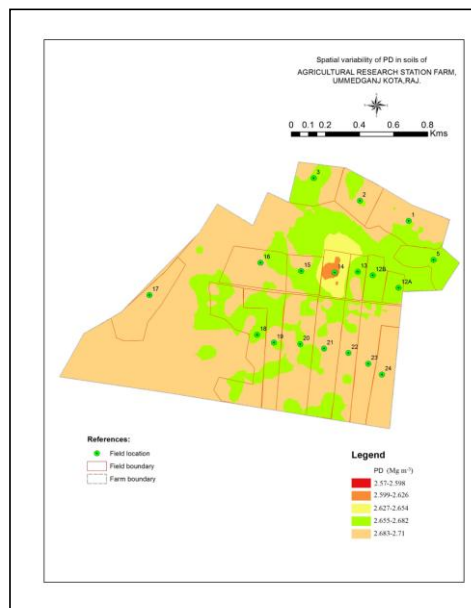 Spatial variability of PD in soils of
AGRICULTURAL RESEARCH STATION FARM,
UMMEDGANJ KOTA,RAJ.
0 0.1 0.2 0.4 0.6 0.8
Kms
3
2
1
5
16
15
14
13
12B
12A
17
18
19
20
21
22
23
24
References:
Field location
Field boundary
Farm boundary
Legend
PD (Mg m⁻³)
2.57-2.598
2.599-2.626
2.627-2.654
2.655-2.682
2.683-2.71